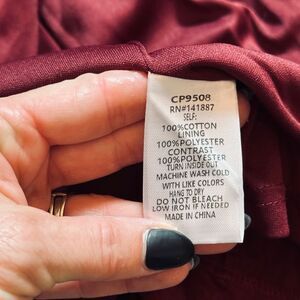 CP9508
RN#141887
SELF:
100%COTTON
LINING
100%POLYESTER
CONTRAST
100%POLYESTER
TURN INSIDE OUT
MACHINE WASH COLD
WITH LIKE COLORS
HANG TO DRY
DO NOT BLEACH
LOW IRON IF NEEDED
MADE IN CHINA